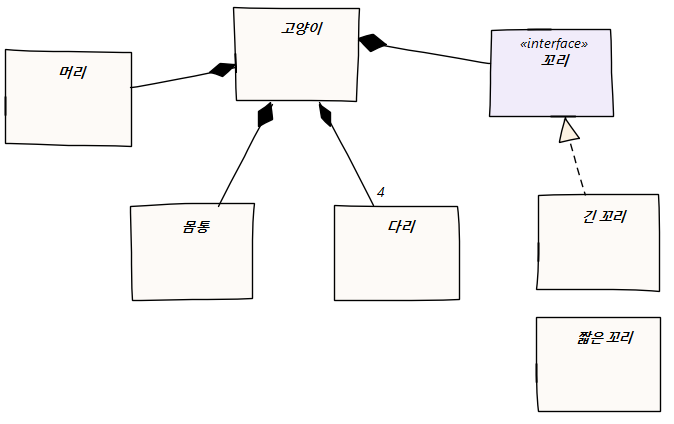 고양이
머리
«interface»
꼬리
몸통
4
다리
긴 꼬리
짧은 꼬리